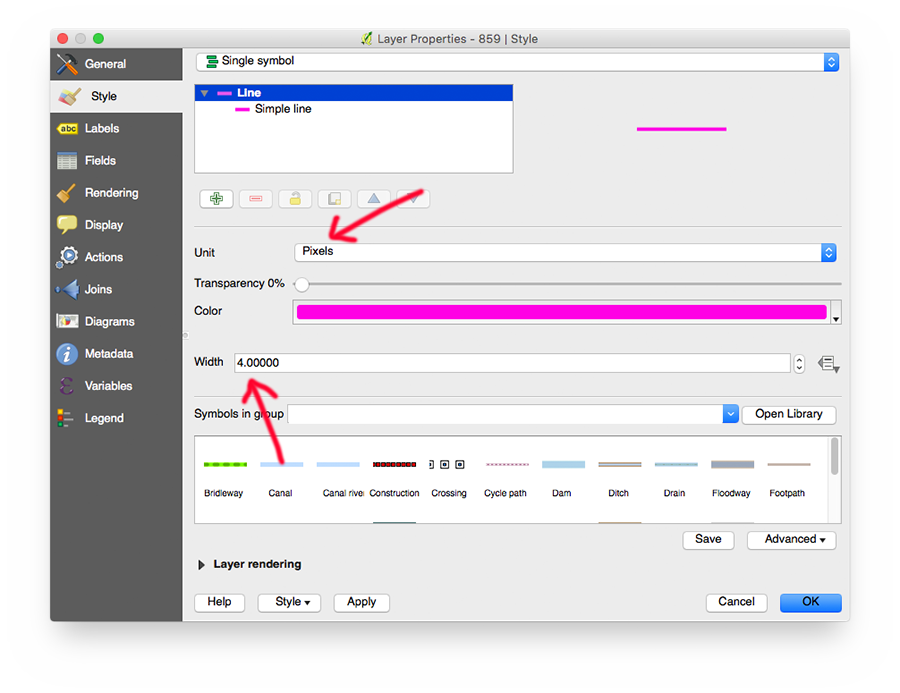 Layer Properties - 859 | Style
General
Style
abc Labels
Fields
Rendering
Display
Actions
Joins
Diagrams
Metadata
Variables
Legend
Single symbol
Line
Simple line
Unit
Pixels
Transparency 0%
Color
Width
4.00000
Symbols in group
Open Library
Bridleway Canal Canal rive Construction Crossing Cycle path Dam Ditch Drain Floodway Footpath
Save Advanced
Layer rendering
Help Style Apply Cancel OK